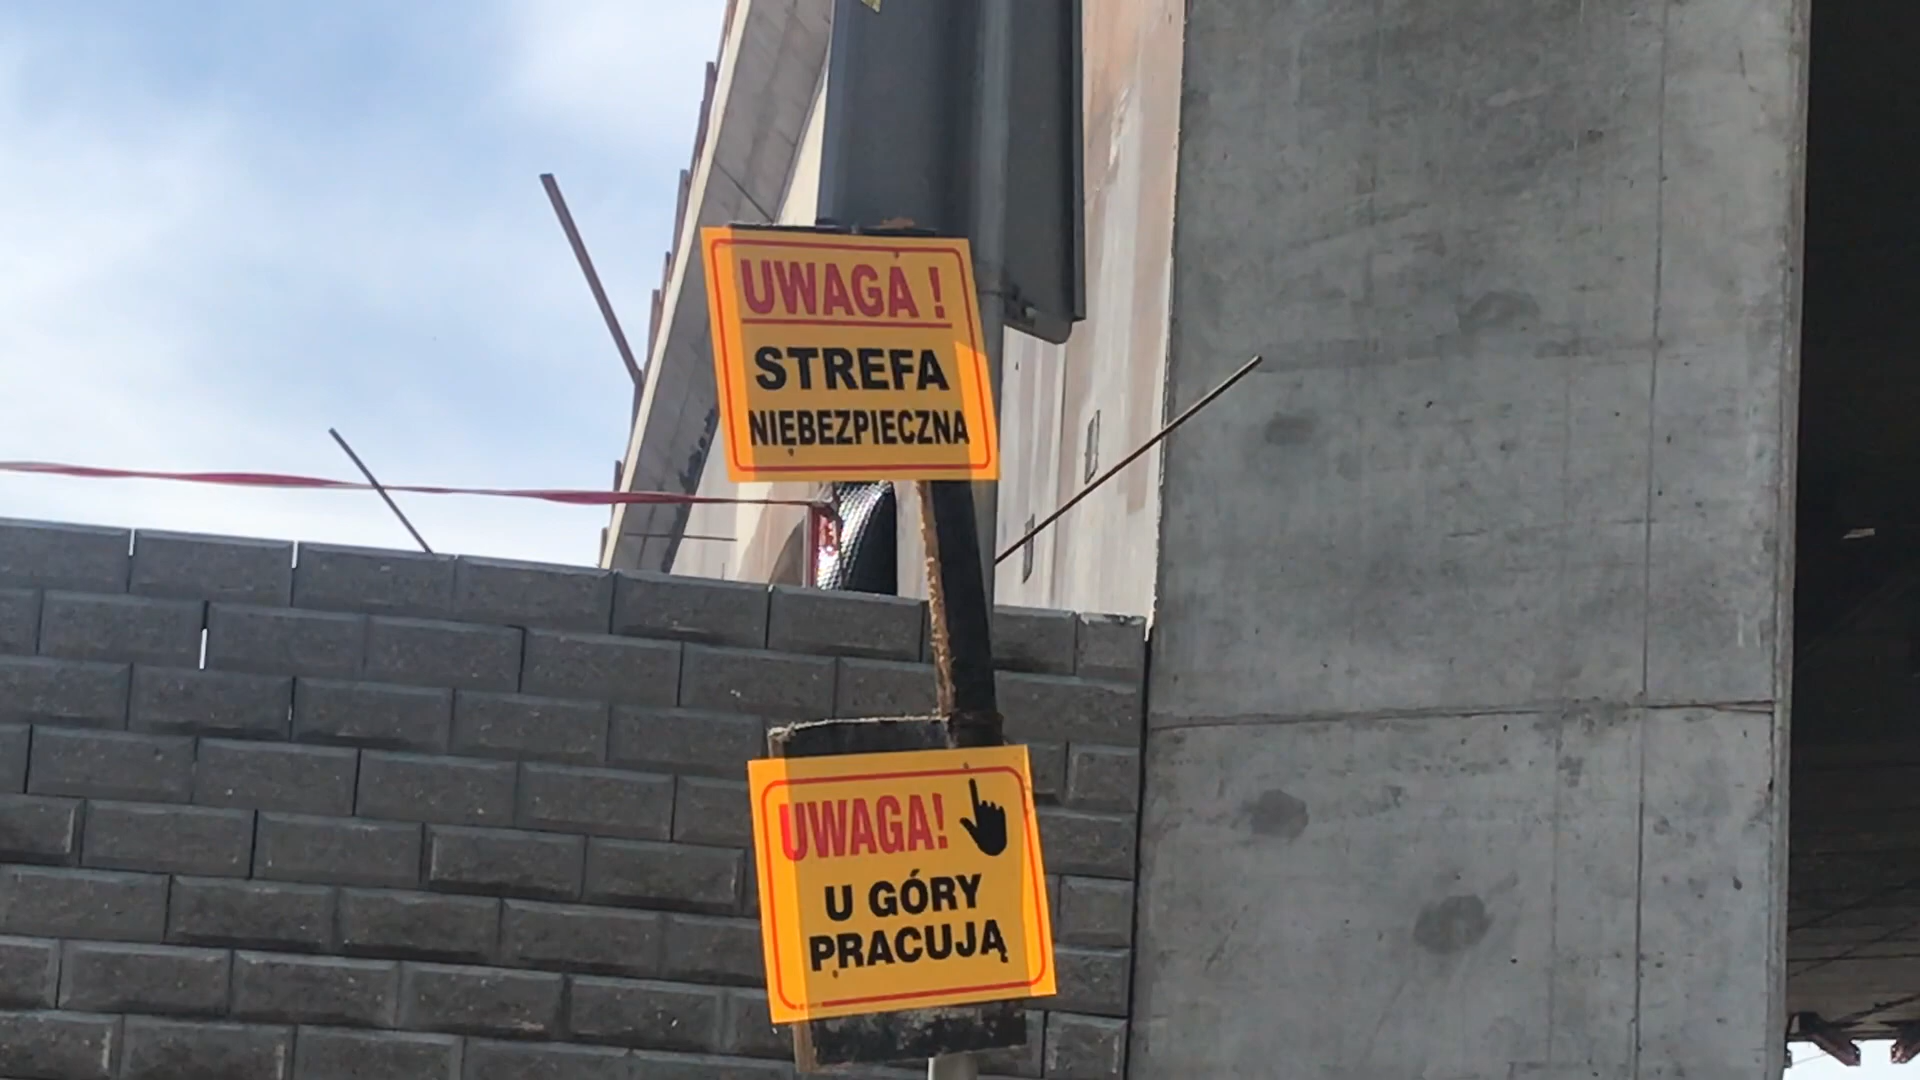 UWAGA !
STREFA
NIEBEZPIECZNA
UWAGA!
U GÓRY
PRACUJĄ